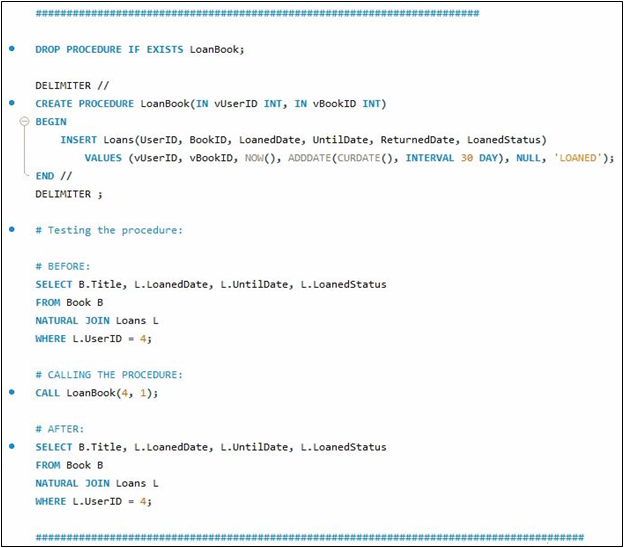 #########################################################################
DROP PROCEDURE IF EXISTS LoanBook;
DELIMITER //
CREATE PROCEDURE LoanBook(IN vUserID INT, IN vBookID INT)
BEGIN
INSERT Loans(UserID, BookID, LoanedDate, UntilDate, ReturnedDate, LoanedStatus)
VALUES (vUserID, vBookID, NOW(), ADDDATE(CURDATE(), INTERVAL 30 DAY), NULL, 'LOANED');
END //
DELIMITER ;
# Testing the procedure:
# BEFORE:
SELECT B.Title, L.LoanedDate, L.UntilDate, L.LoanedStatus
FROM Book B
NATURAL JOIN Loans L
WHERE L.UserID = 4;
# CALLING THE PROCEDURE:
CALL LoanBook(4, 1);
# AFTER:
SELECT B.Title, L.LoanedDate, L.UntilDate, L.LoanedStatus
FROM Book B
NATURAL JOIN Loans L
WHERE L.UserID = 4;
##########################################################################################